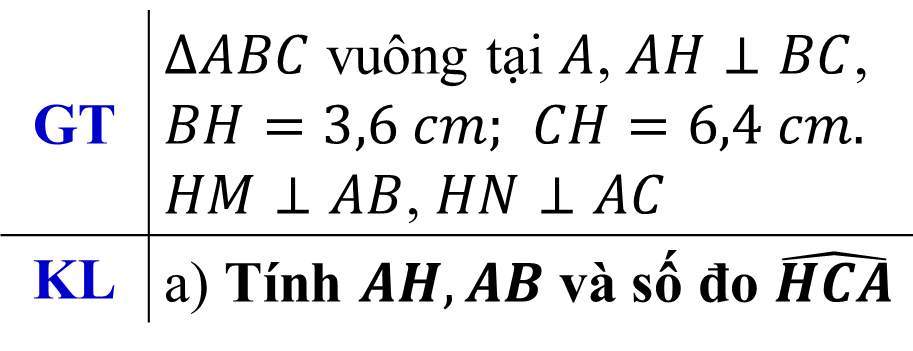 GT
ΔABC vuông tại A, AH ⊥ BC,
BH = 3,6 cm; CH = 6,4 cm.
HM ⊥ AB, HN ⊥ AC
KL
a) Tính AH, AB và số đo \widehat{HCA}